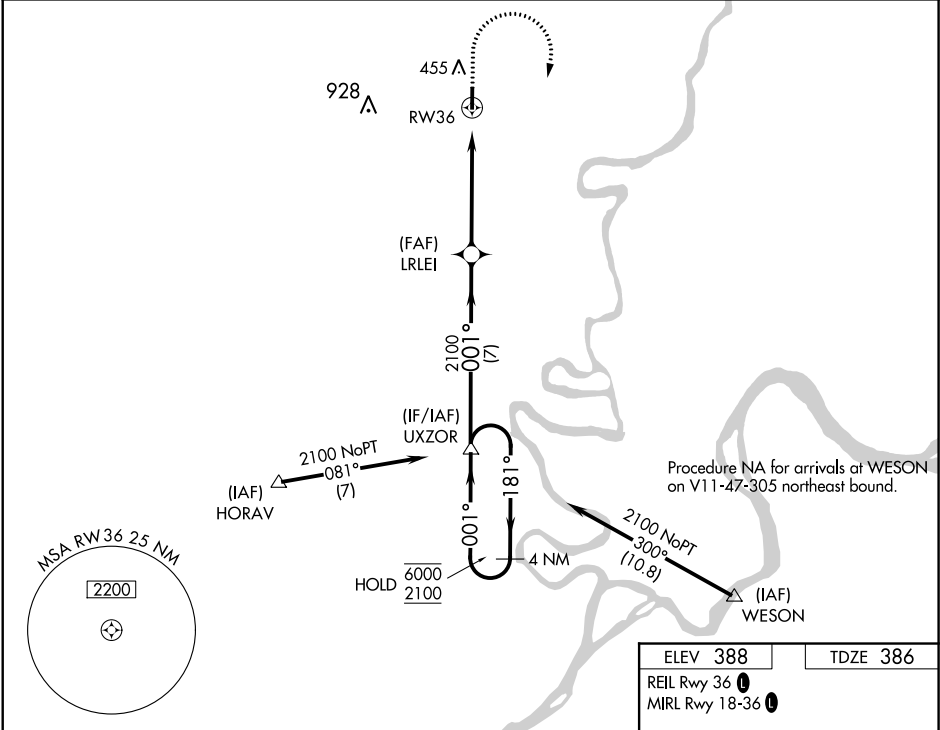 455
928
RW36
(FAF)
LRLEI
2100
001°
(7)
(IF/IAF)
UXZOR
2100 NoPT
081°
(7)
(IAF)
HORAV
181°
001°
Procedure NA for arrivals at WESON
on V11-47-305 northeast bound.
2100 NoPT
300°
(10.8)
4 NM
HOLD
6000
2100
(IAF)
WESON
MSA RW36 25 NM
2200
ELEV 388
TDZE 386
REIL Rwy 36 L
MIRL Rwy 18-36 L